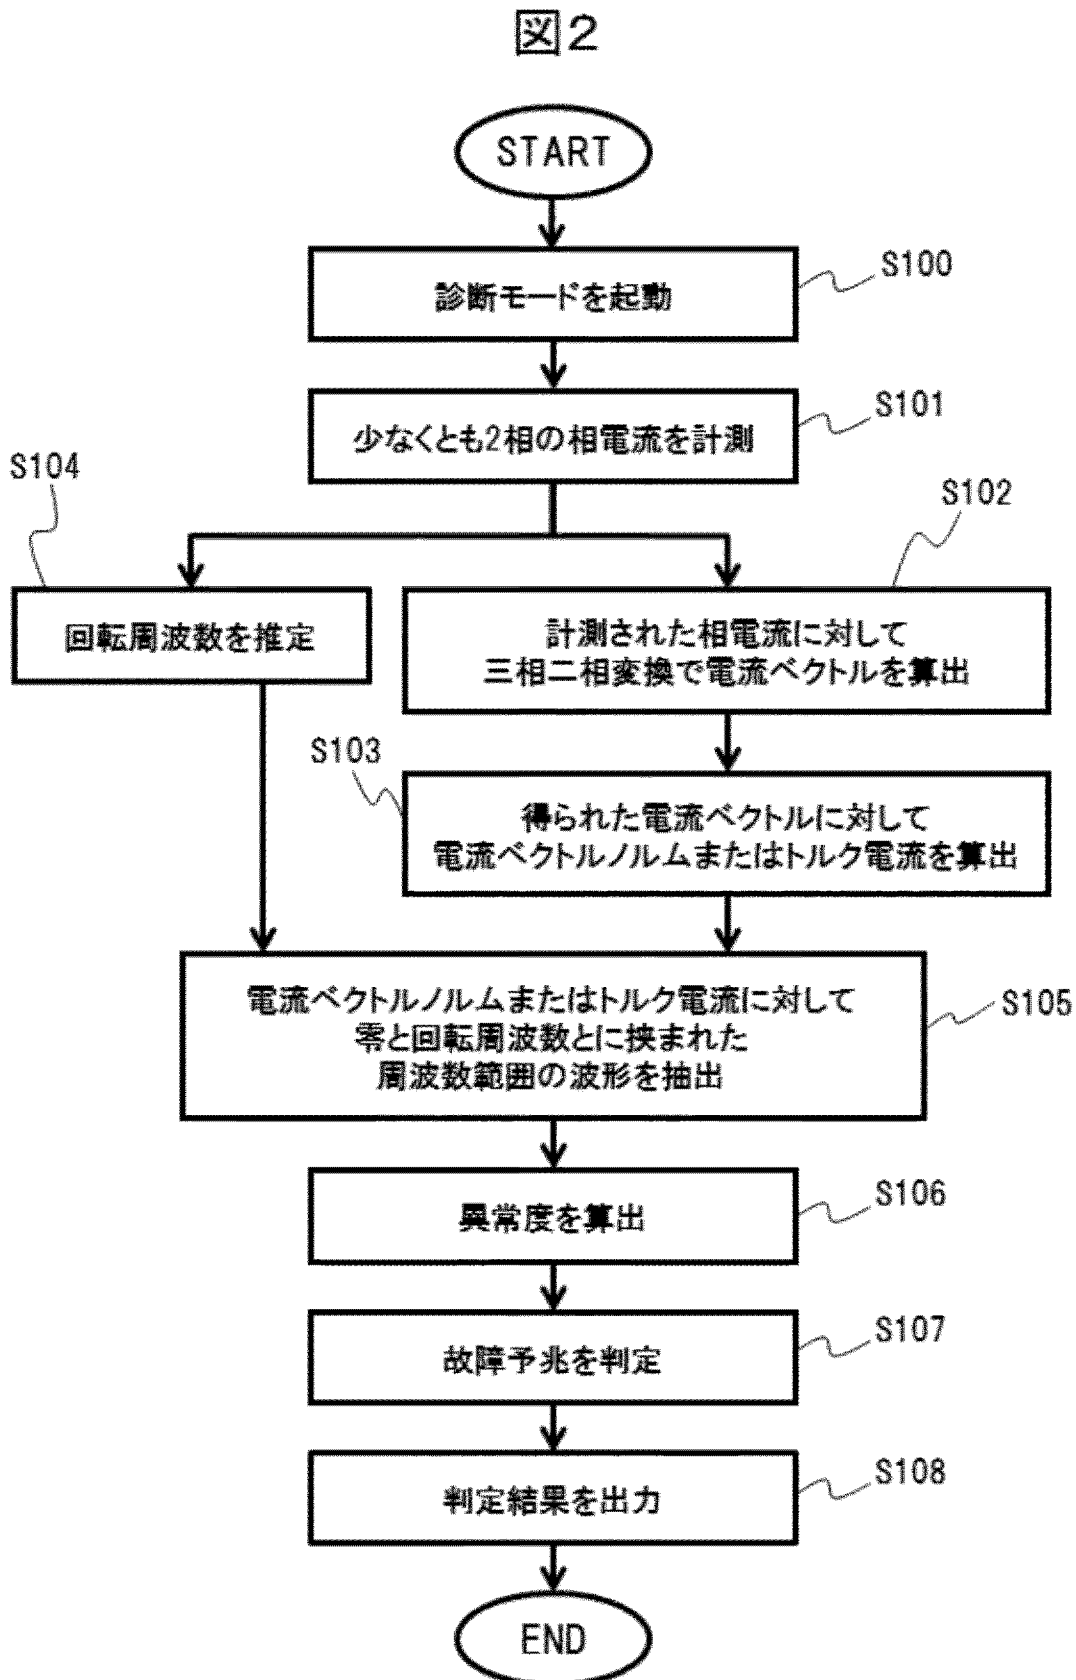 図2
START
S100
診断モードを起動
S101
少なくとも2相の相電流を計測
S104
回転周波数を推定
S102
計測された相電流に対して
三相二相変換で電流ベクトルを算出
S103
得られた電流ベクトルに対して
電流ベクトルノルムまたはトルク電流を算出
S105
電流ベクトルノルムまたはトルク電流に対して
零と回転周波数とに挟まれた
周波数範囲の波形を抽出
S106
異常度を算出
S107
故障予兆を判定
S108
判定結果を出力
END